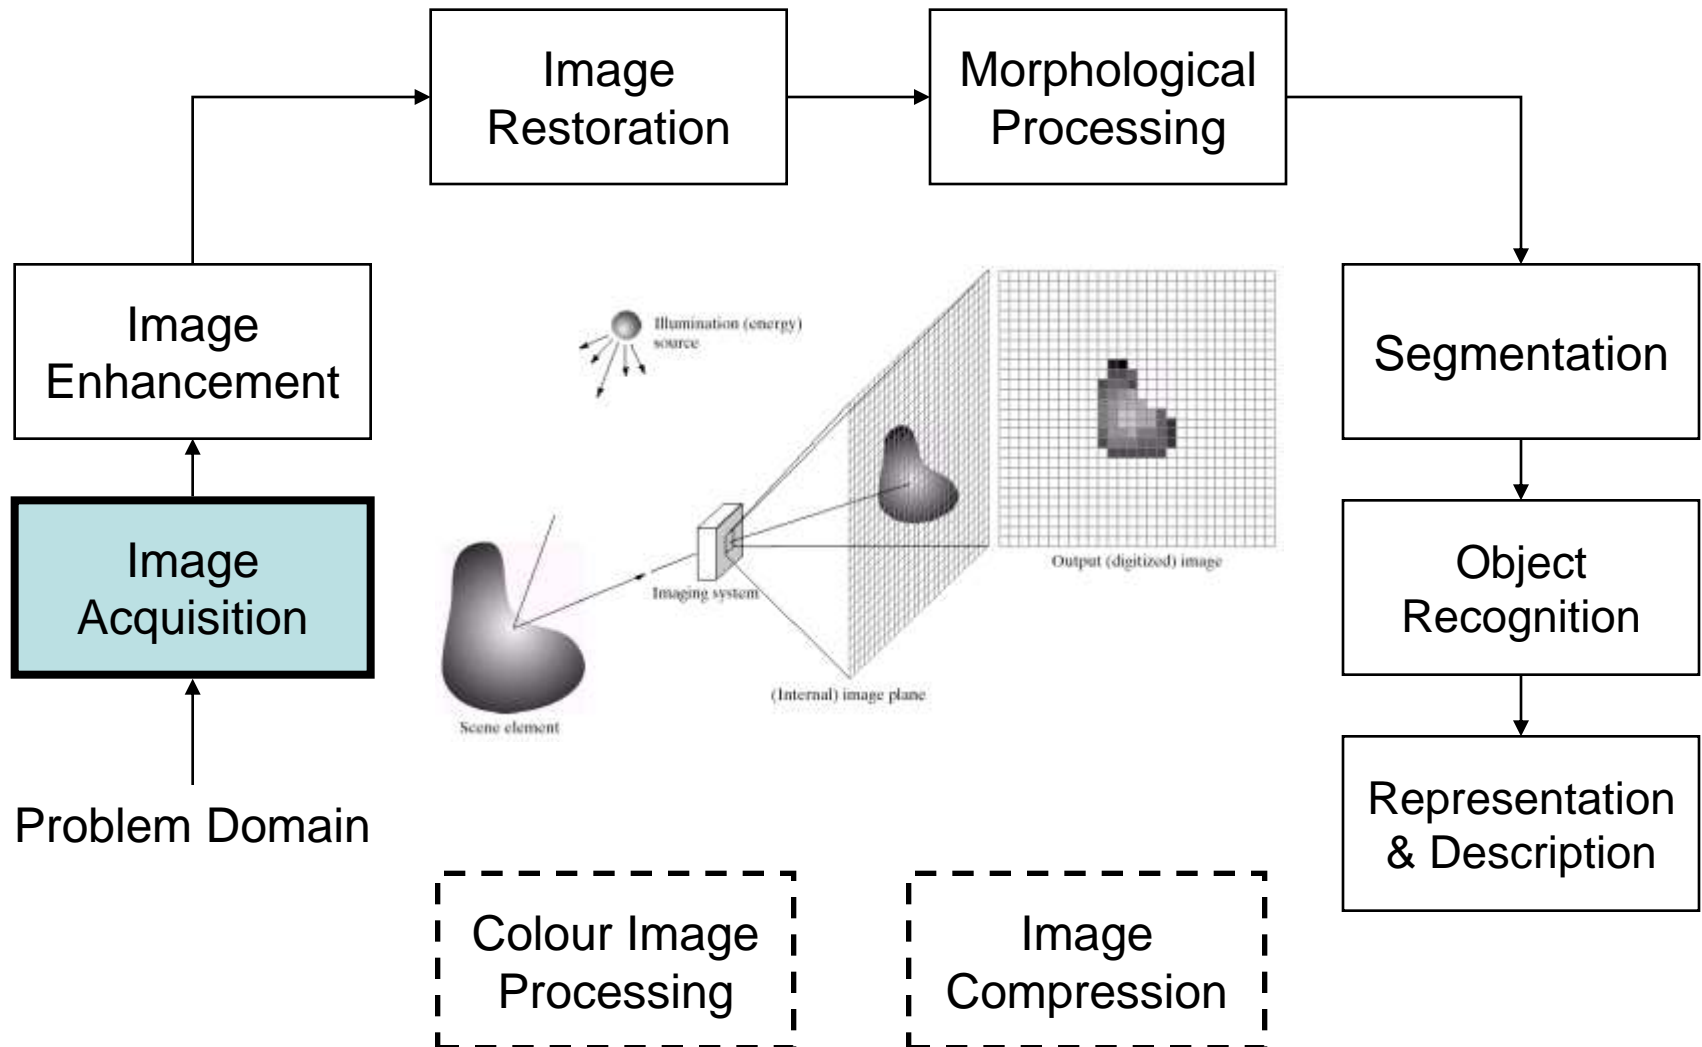 Image
Restoration
Morphological
Processing
Image
Enhancement
Illumination (energy)
source
Segmentation
Output (digitized) image
Image
Acquisition
Imaging system
Object
Recognition
(Internal) image plane
Scene element
Problem Domain
Representation
& Description
Colour Image
Processing
Image
Compression